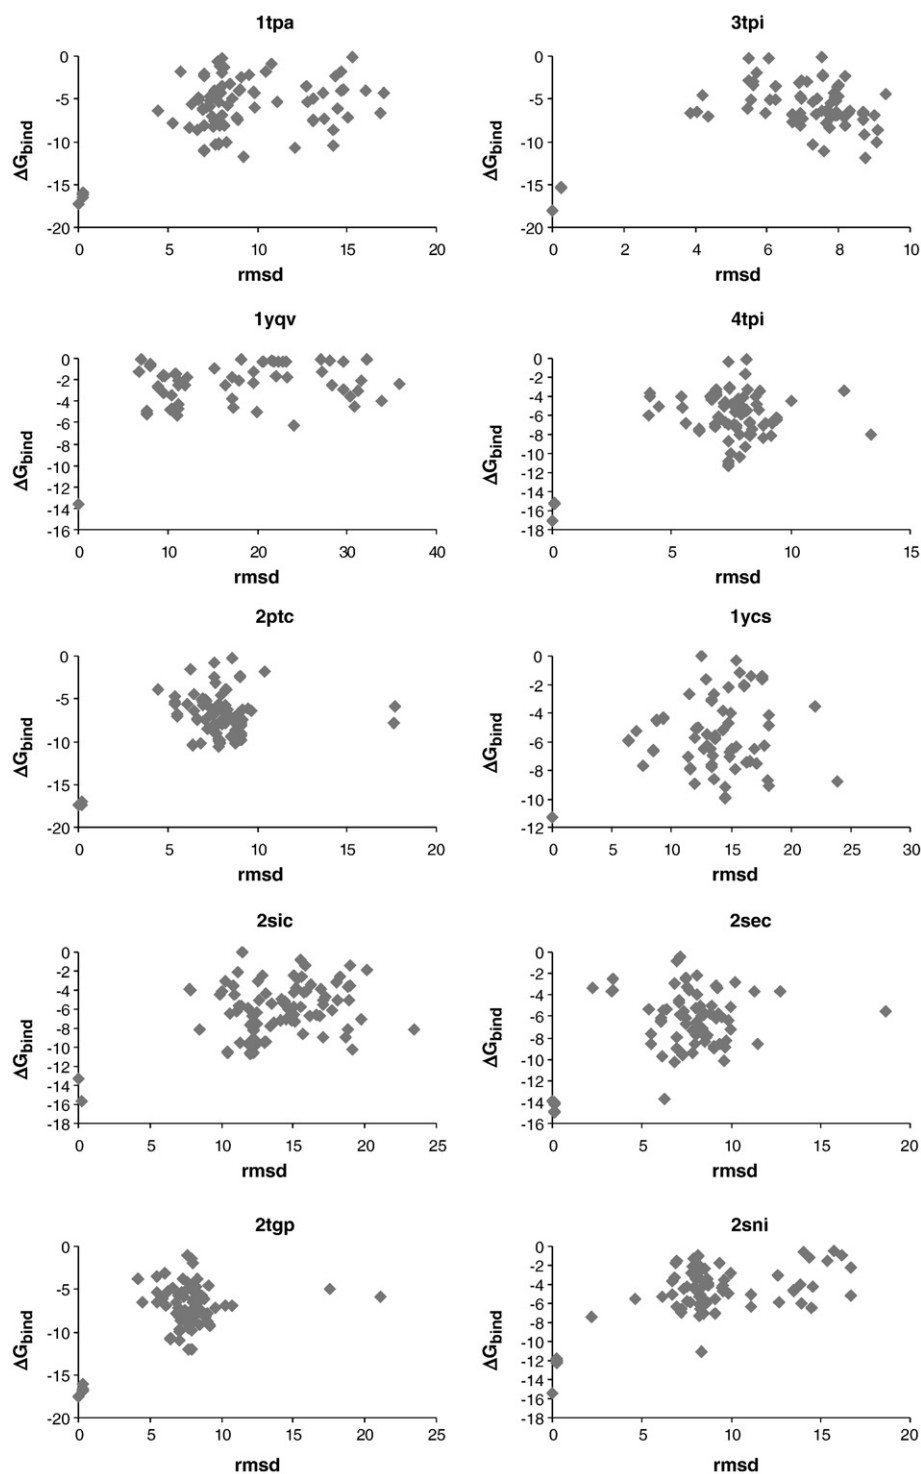 1tpa
0
-5
-10
-15
-20
ΔGbind
0 5 10 15 20
rmsd
3tpi
0
-5
-10
-15
-20
ΔGbind
0 2 4 6 8 10
rmsd
1yqv
0
-2
-4
-6
-8
-10
-12
-14
-16
ΔGbind
0 10 20 30 40
rmsd
4tpi
0
-2
-4
-6
-8
-10
-12
-14
-16
-18
ΔGbind
0 5 10 15
rmsd
2ptc
0
-5
-10
-15
-20
ΔGbind
0 5 10 15 20
rmsd
1ycs
0
-2
-4
-6
-8
-10
-12
ΔGbind
0 5 10 15 20 25 30
rmsd
2sic
0
-2
-4
-6
-8
-10
-12
-14
-16
-18
ΔGbind
0 5 10 15 20 25
rmsd
2sec
0
-2
-4
-6
-8
-10
-12
-14
-16
ΔGbind
0 5 10 15 20
rmsd
2tgp
0
-5
-10
-15
-20
ΔGbind
0 5 10 15 20 25
rmsd
2sni
0
-2
-4
-6
-8
-10
-12
-14
-16
-18
ΔGbind
0 5 10 15 20
rmsd